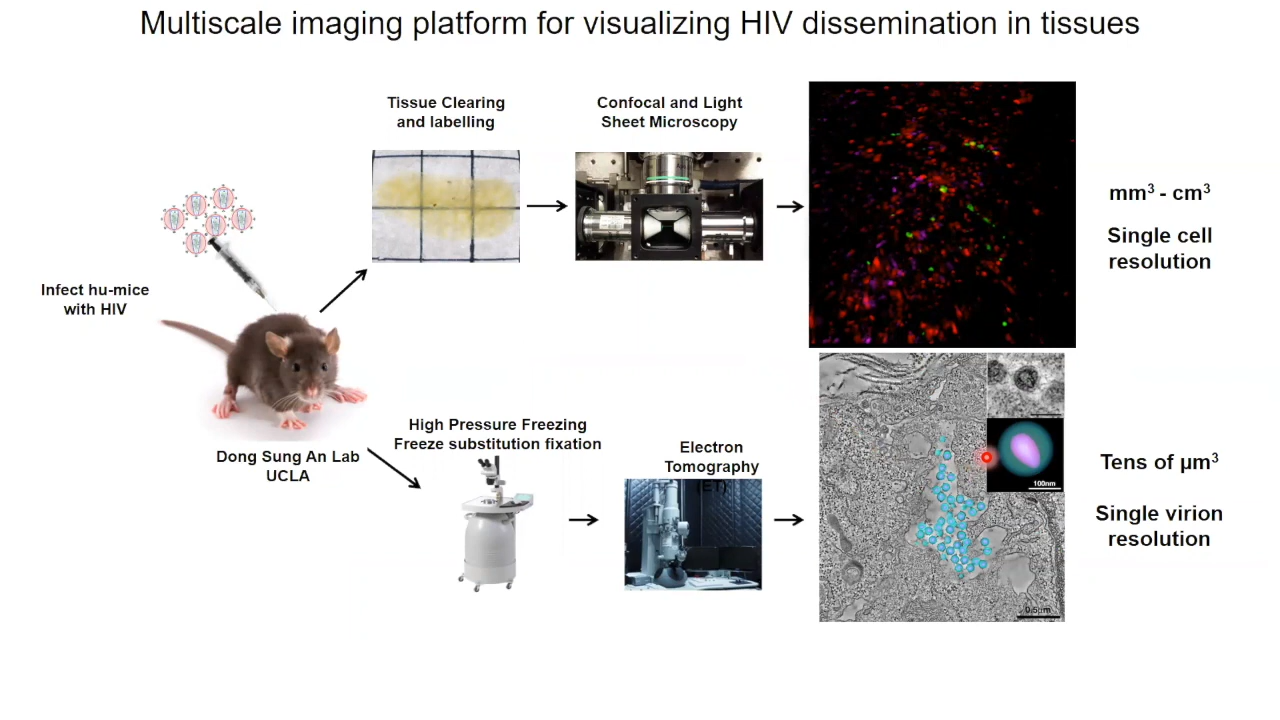 Multiscale imaging platform for visualizing HIV dissemination in tissues
Tissue Clearing
and labelling
Confocal and Light
Sheet Microscopy
mm³ - cm³
Single cell
resolution
Infect hu-mice
with HIV
Dong Sung An Lab
UCLA
High Pressure Freezing
Freeze substitution fixation
Electron
Tomography
(ET)
100nm
0.5µm
Tens of µm³
Single virion
resolution